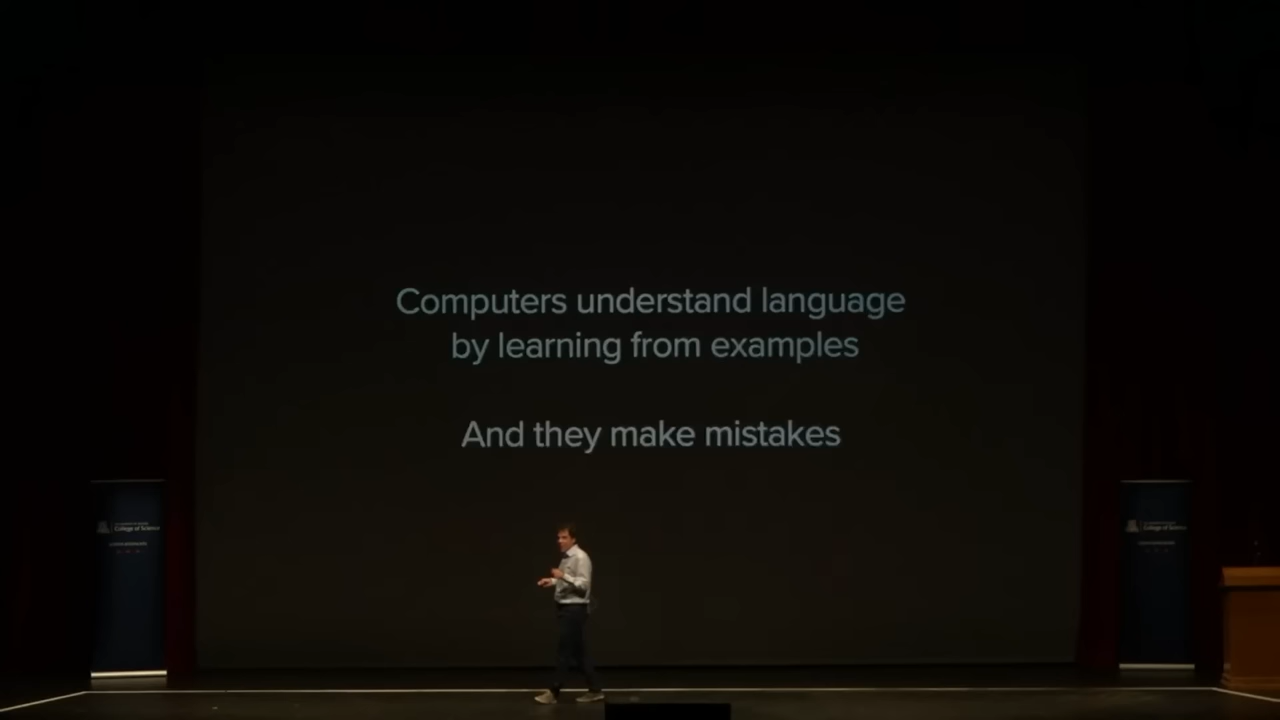 Computers understand language
by learning from examples
And they make mistakes
College of Science
College of Science